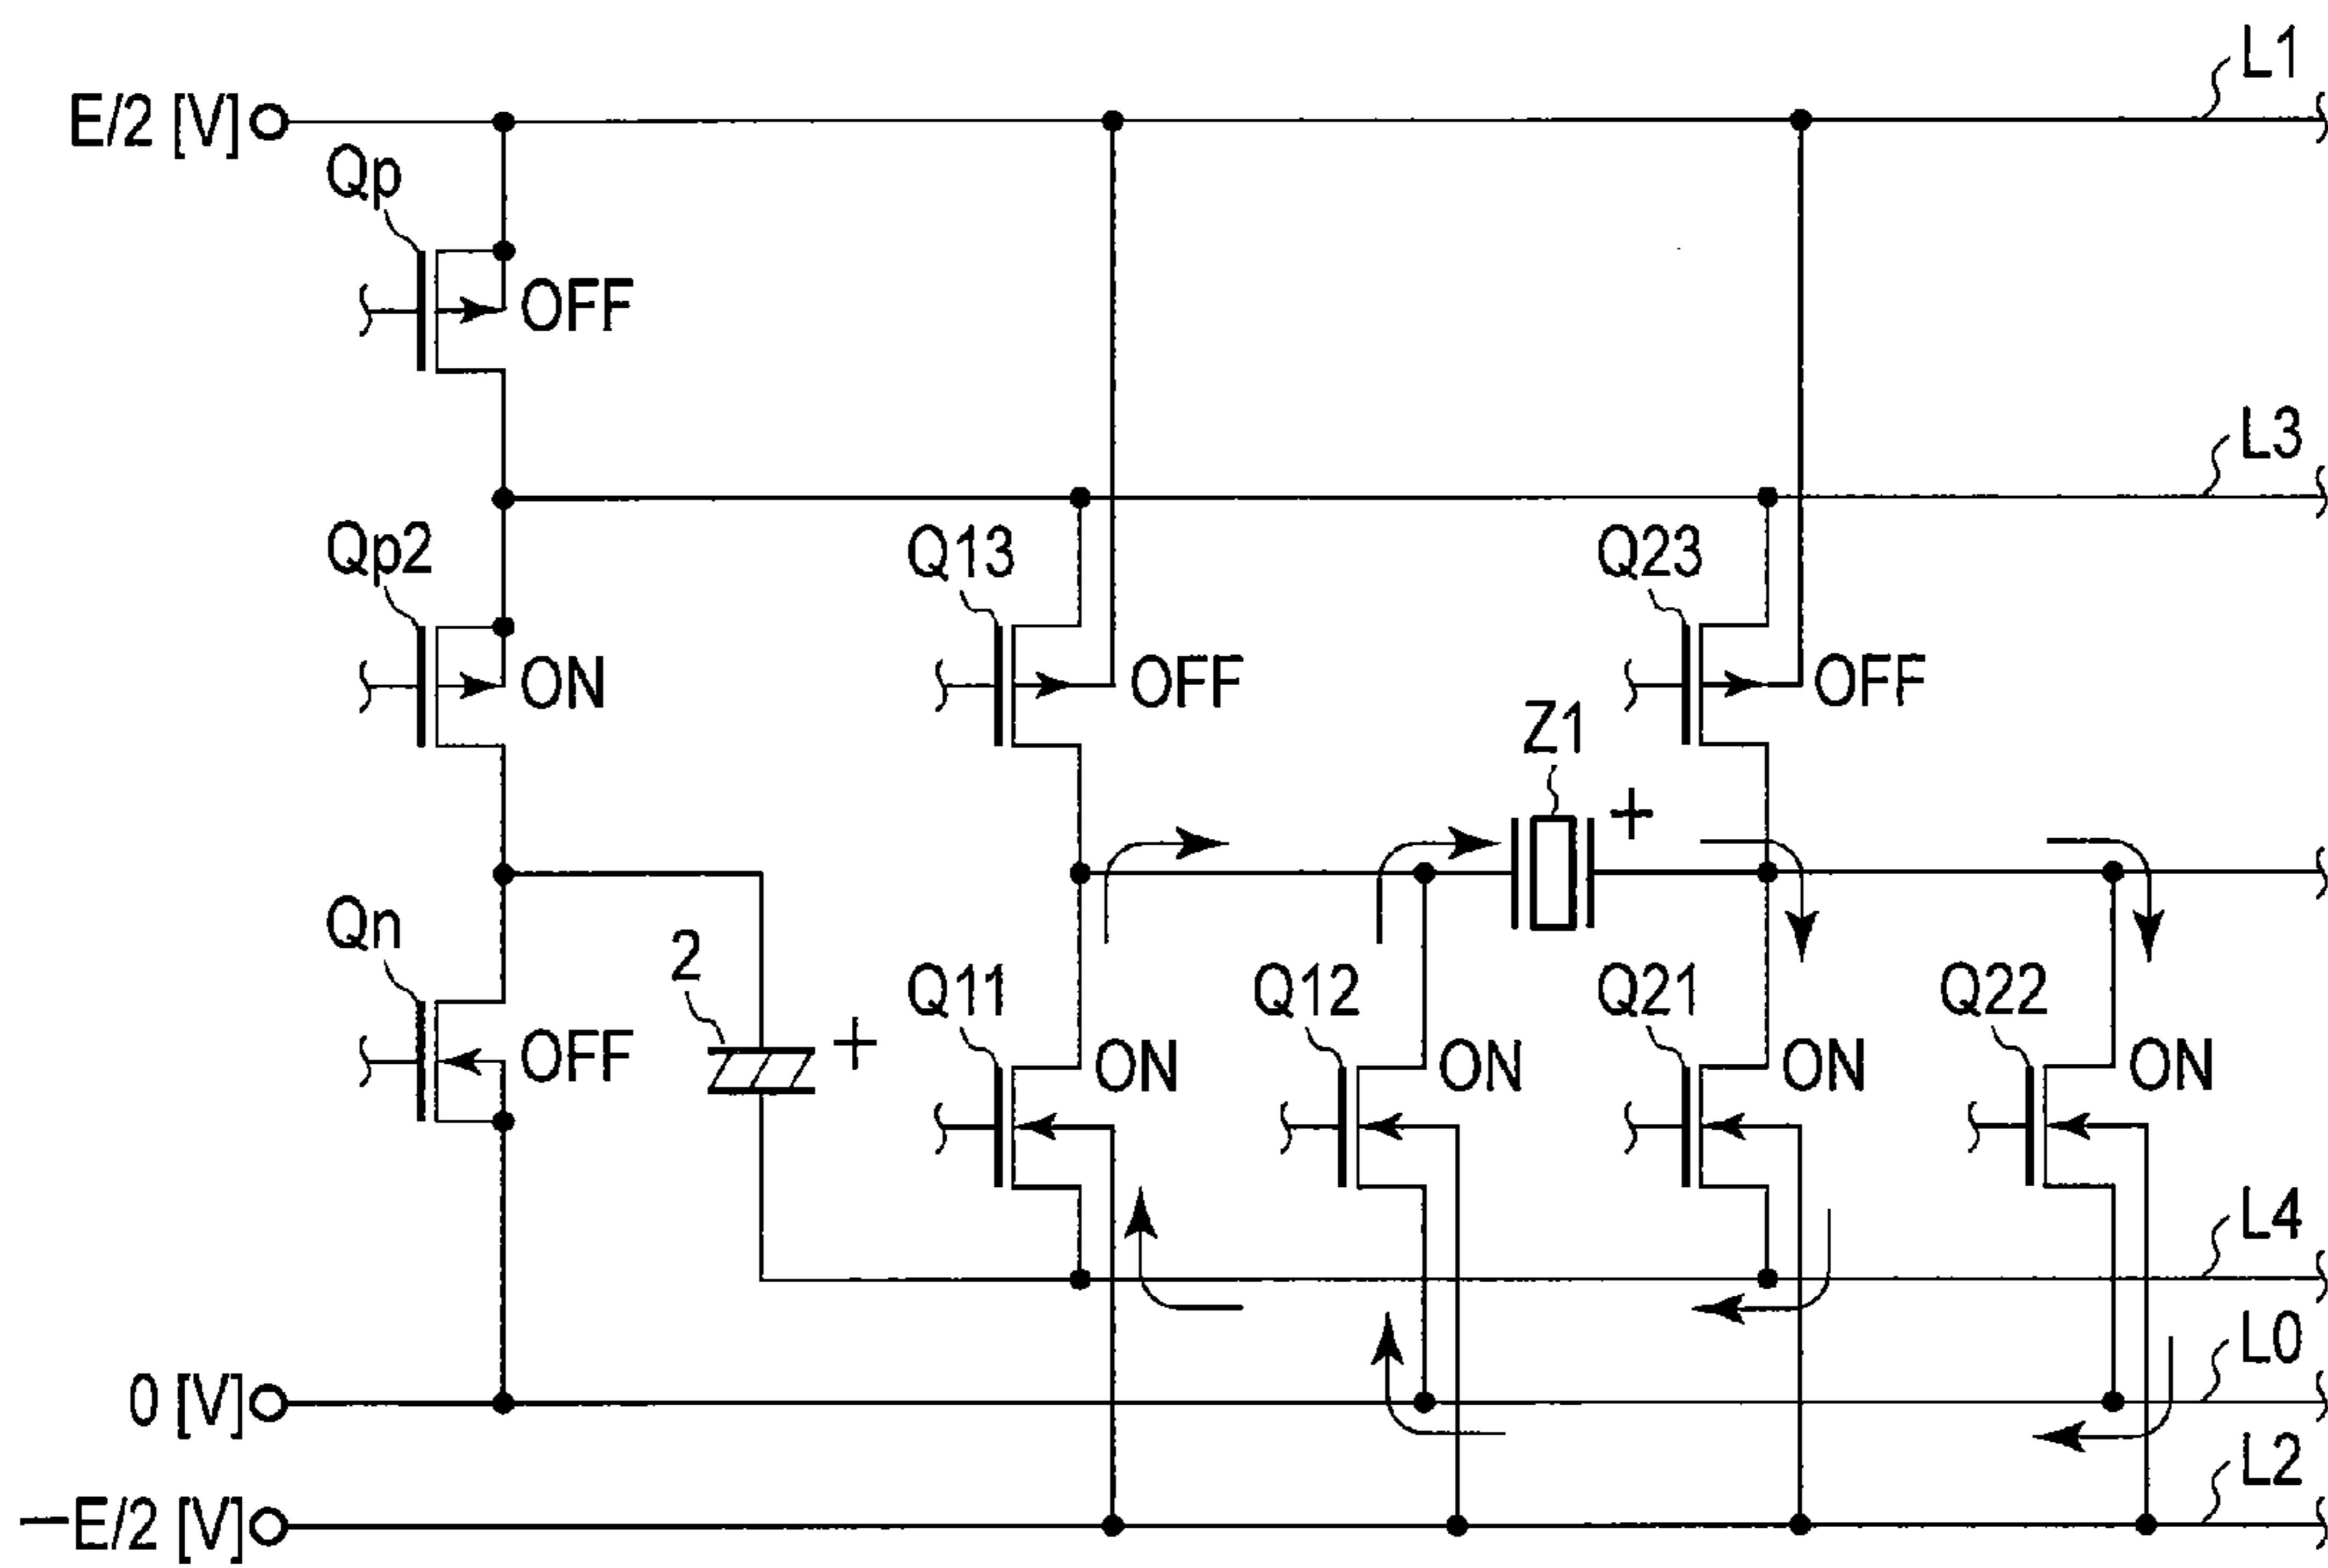 L1
E/2 [V]
Qp
OFF
L3
Qp2
ON
Q13
OFF
Q23
OFF
Z1
+
Qn
OFF
2
+
Q11
ON
Q12
ON
Q21
ON
Q22
ON
L4
L0
0 [V]
L2
−E/2 [V]